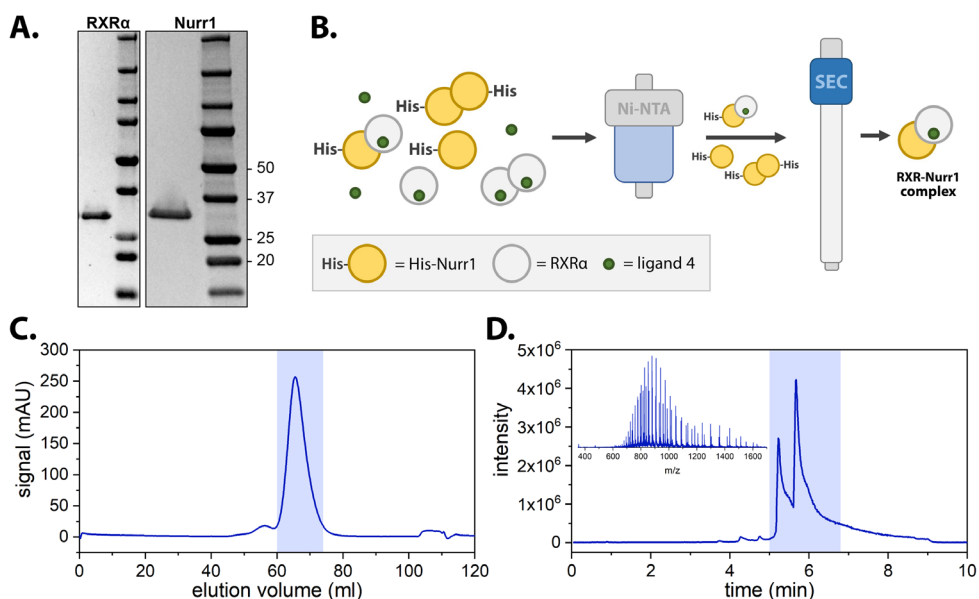 A.
RXRα
Nurr1
50
37
25
20
B.
His-
-His
His-
His-
Ni-NTA
His-
His-
His-
-His
SEC
RXR-Nurr1
complex
His-
= His-Nurr1
= RXRα
= ligand 4
C.
signal (mAU)
300
250
200
150
100
50
0
0 20 40 60 80 100 120
elution volume (ml)
D.
intensity
5x10⁶
4x10⁶
3x10⁶
2x10⁶
1x10⁶
0
400 600 800 1000 1200 1400 1600
m/z
0 2 4 6 8 10
time (min)